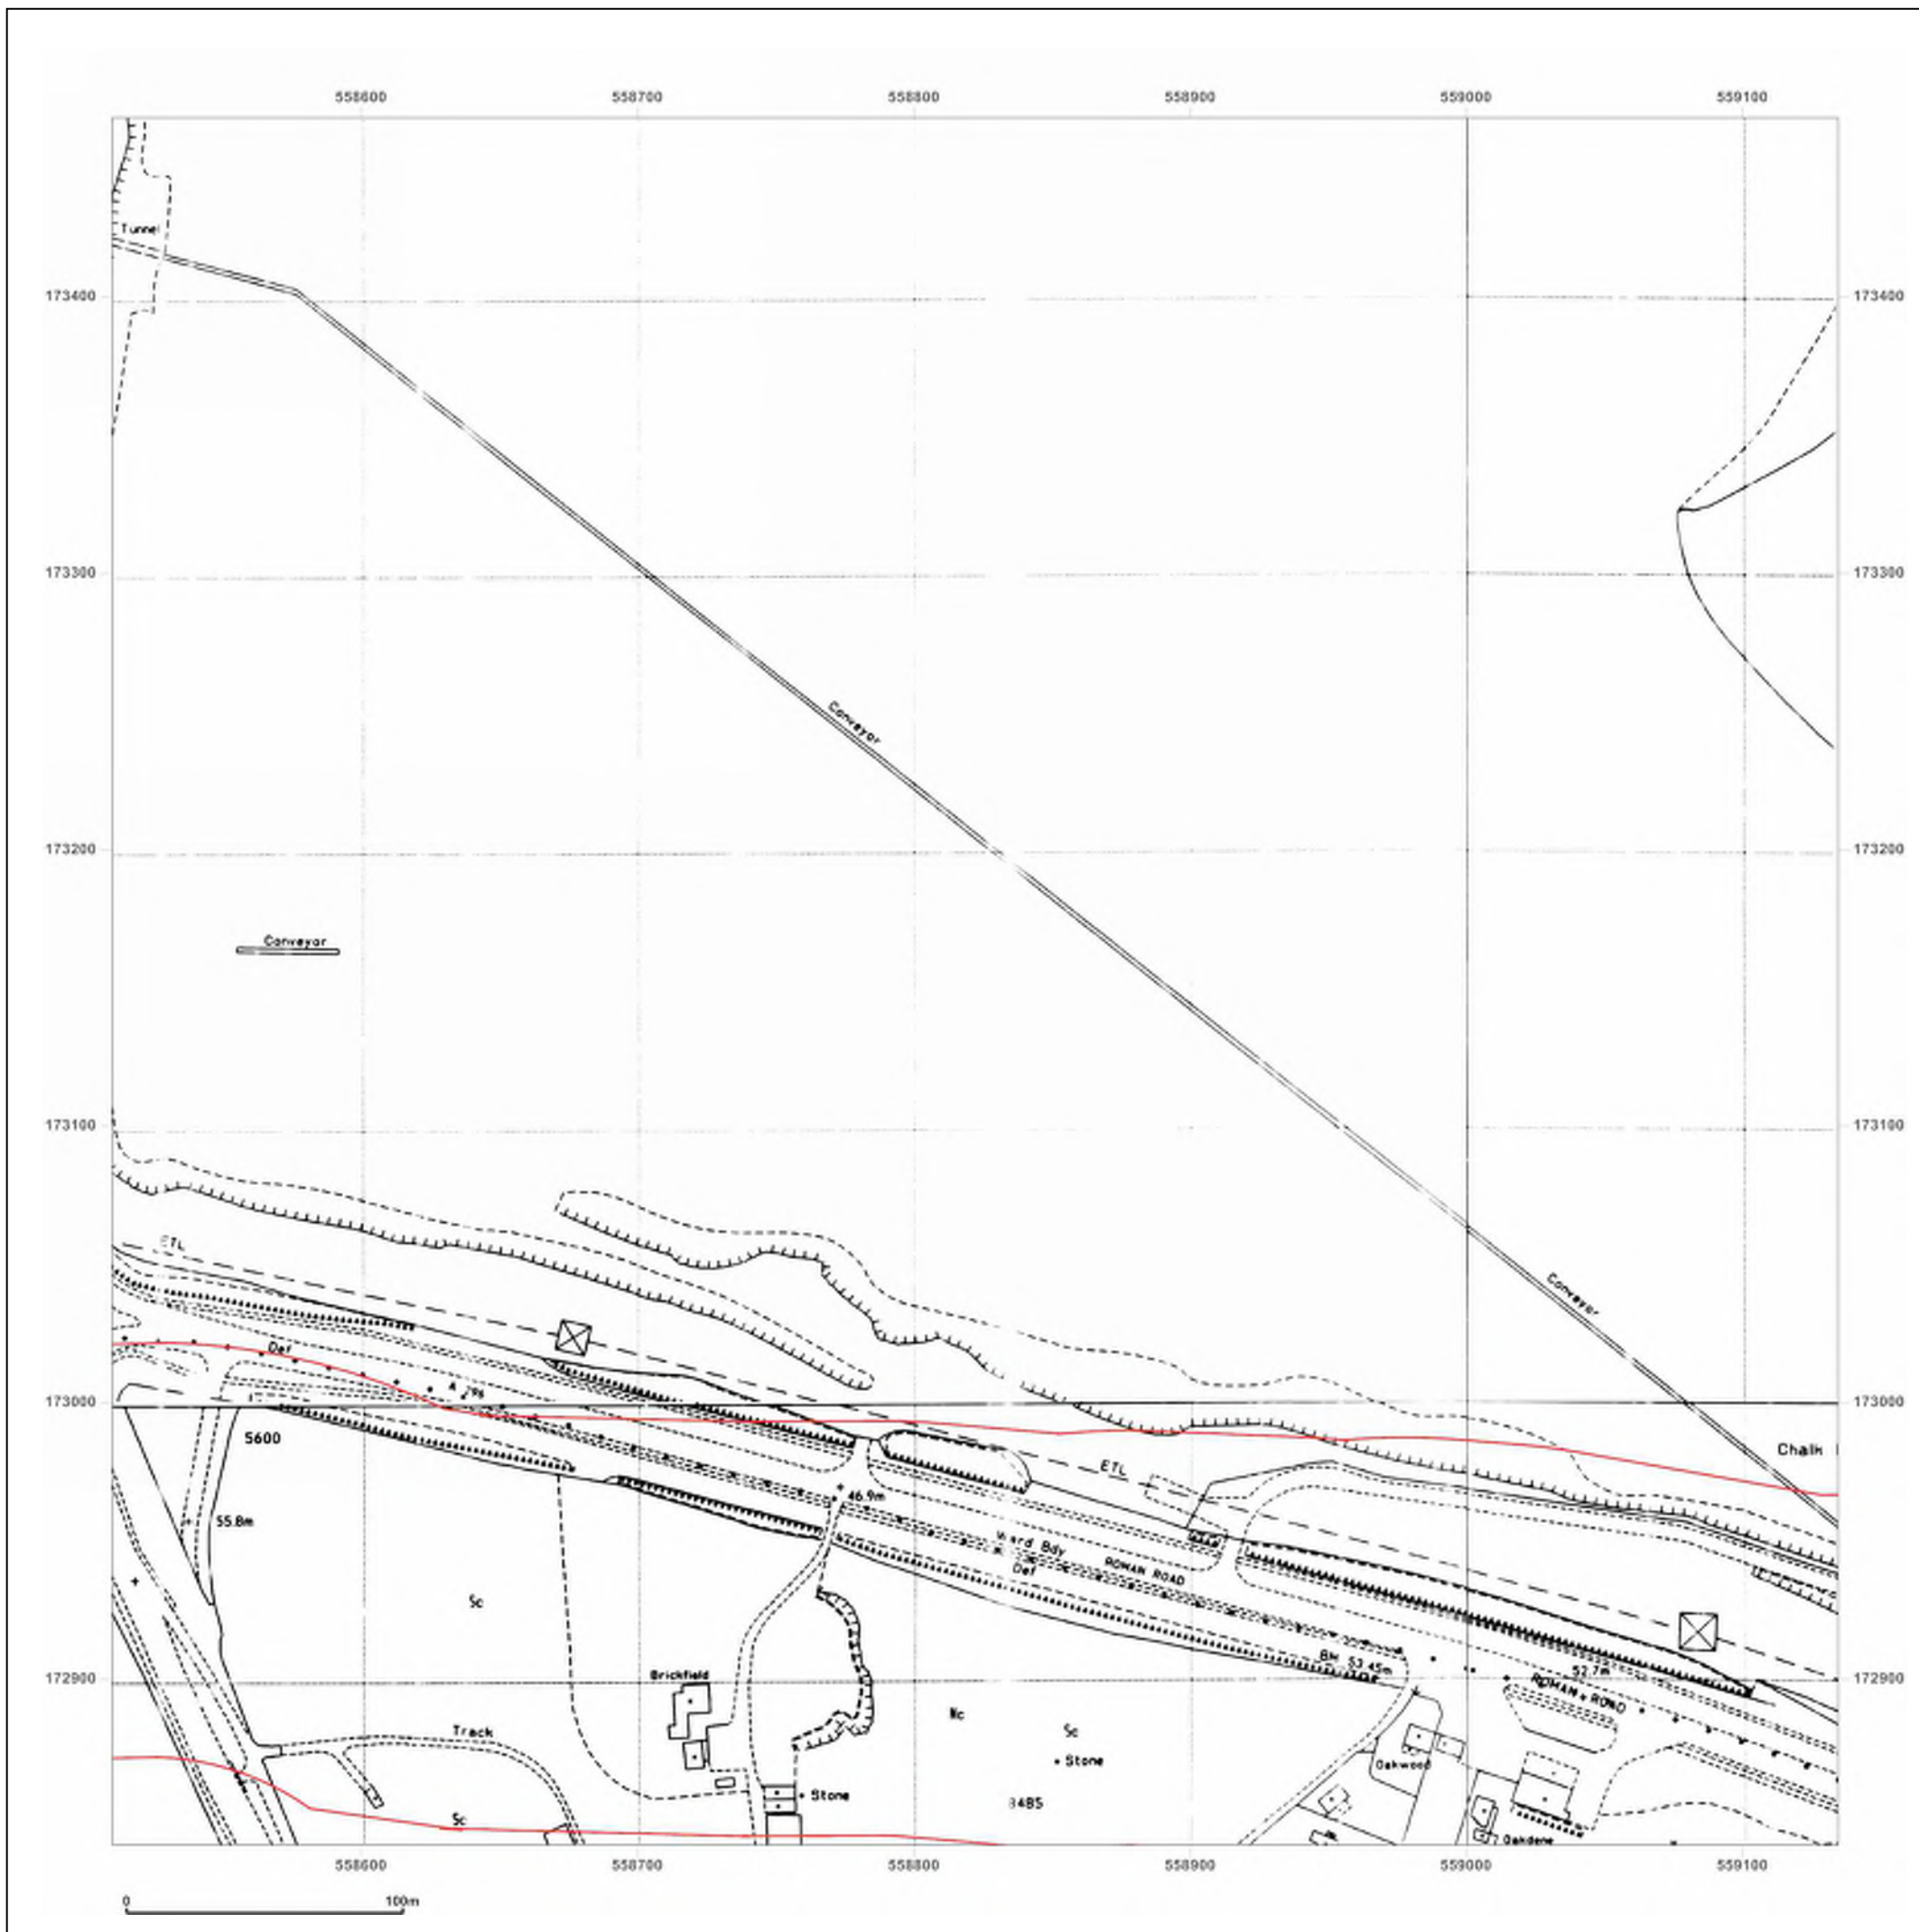 558600 558700 558800 558900 559000 559100
Tunnel
173400 173400
173300 173300
Conveyor
173200 173200
Conveyor
173100 173100
ETL
Conveyor
Def
173000 173000
5600
Chalk
ETL
46.9m
55.8m
Ward Bdy
ROMAN ROAD
Def
Sc
BM 53.45m
52.7m
Brickfield
172900 172900
ROMAN ROAD
Nc
Sc
Track
Stone
Oakwood
Stone
Sc
Oakdene
558600 558700 558800 558900 559000 559100
0 100m